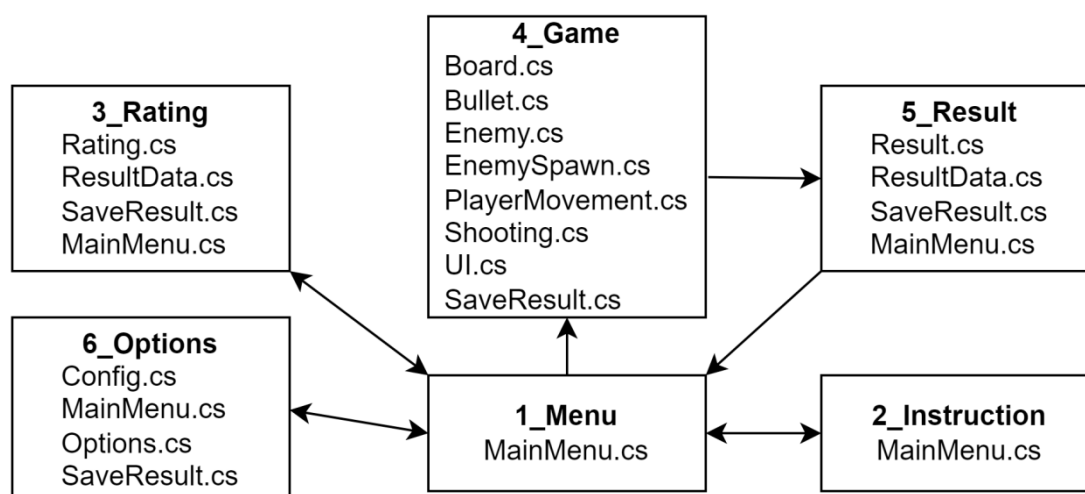 4_Game
Board.cs
Bullet.cs
Enemy.cs
EnemySpawn.cs
PlayerMovement.cs
Shooting.cs
UI.cs
SaveResult.cs
3_Rating
Rating.cs
ResultData.cs
SaveResult.cs
MainMenu.cs
5_Result
Result.cs
ResultData.cs
SaveResult.cs
MainMenu.cs
6_Options
Config.cs
MainMenu.cs
Options.cs
SaveResult.cs
1_Menu
MainMenu.cs
2_Instruction
MainMenu.cs